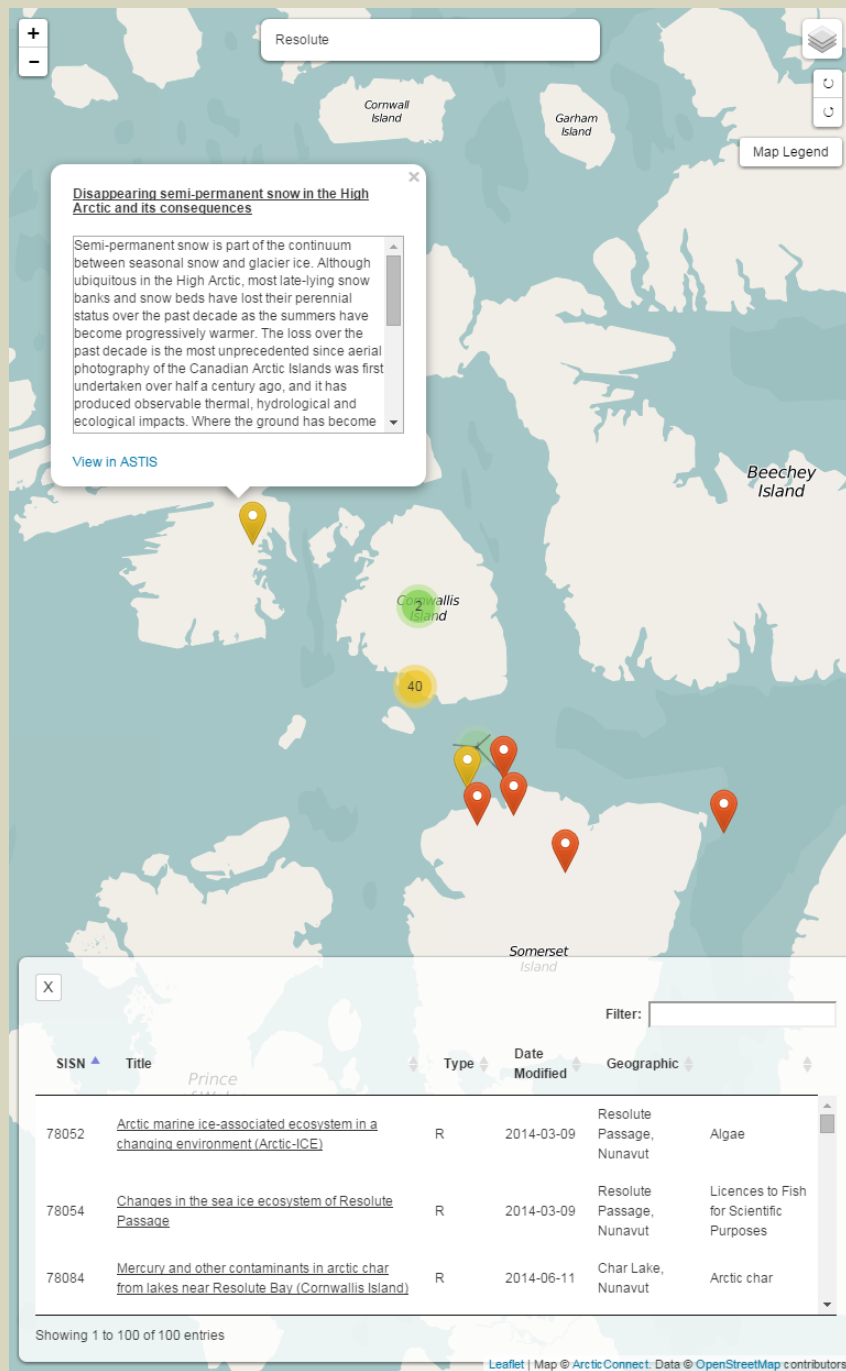 +
−
Resolute
Cornwall
Island
Garham
Island
Map Legend
×
Disappearing semi-permanent snow in the High
Arctic and its consequences
Semi-permanent snow is part of the continuum
between seasonal snow and glacier ice. Although
ubiquitous in the High Arctic, most late-lying snow
banks and snow beds have lost their perennial
status over the past decade as the summers have
become progressively warmer. The loss over the
past decade is the most unprecedented since aerial
photography of the Canadian Arctic Islands was first
undertaken over half a century ago, and it has
produced observable thermal, hydrological and
ecological impacts. Where the ground has become
View in ASTIS
Beechey
Island
Cornwallis
Island
2
40
Somerset
Island
X
Filter:
SISN Title Type Date Modified Geographic
Prince
78052 Arctic marine ice-associated ecosystem in a changing environment (Arctic-ICE) R 2014-03-09 Resolute Passage, Nunavut Algae
78054 Changes in the sea ice ecosystem of Resolute Passage R 2014-03-09 Resolute Passage, Nunavut Licences to Fish for Scientific Purposes
78084 Mercury and other contaminants in arctic char from lakes near Resolute Bay (Cornwallis Island) R 2014-06-11 Char Lake, Nunavut Arctic char
Showing 1 to 100 of 100 entries
Leaflet | Map © ArcticConnect. Data © OpenStreetMap contributors